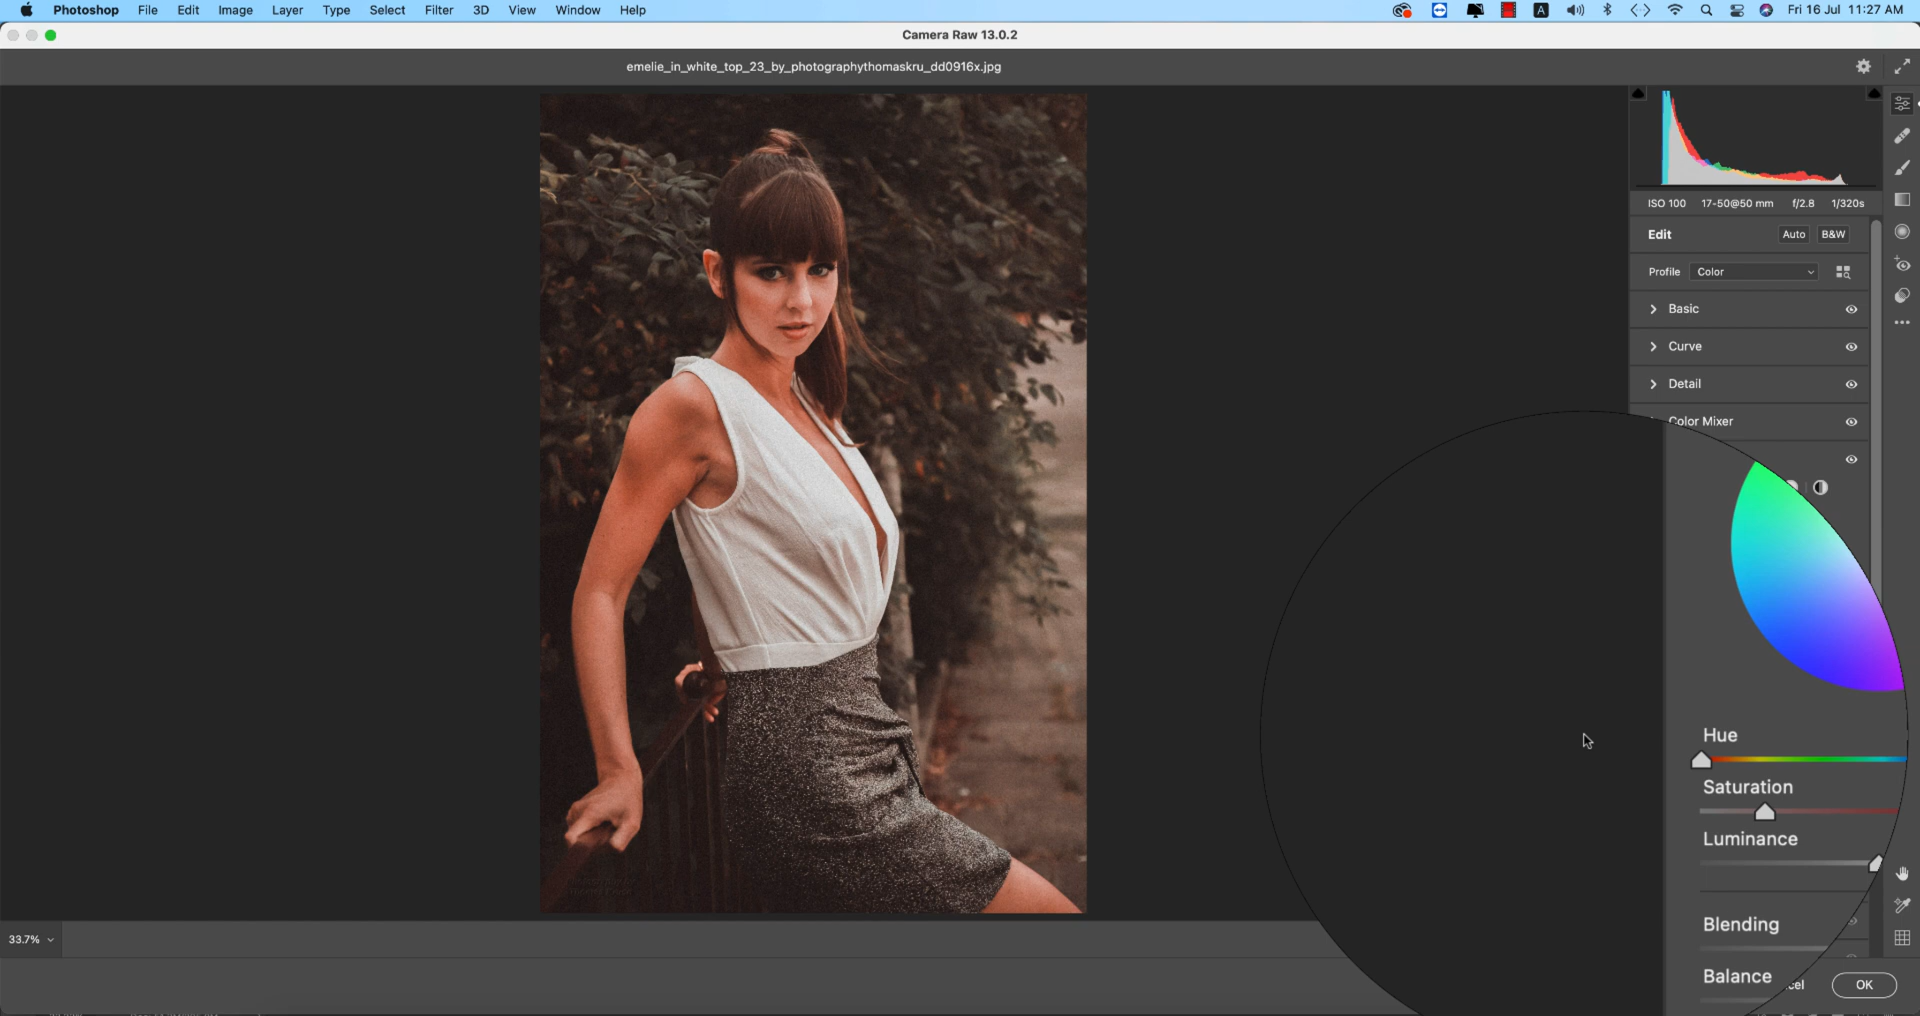 Photoshop File Edit Image Layer Type Select Filter 3D View Window Help A Fri 16 Jul 11:27 AM
Camera Raw 13.0.2
emelie_in_white_top_23_by_photographythomaskru_dd0916x.jpg
ISO 100 17-50@50 mm f/2.8 1/320s
Edit Auto B&W
Profile Color
Basic
Curve
Detail
Color Mixer
Hue
Saturation
Luminance
Blending
Balance
33.7%
cel OK